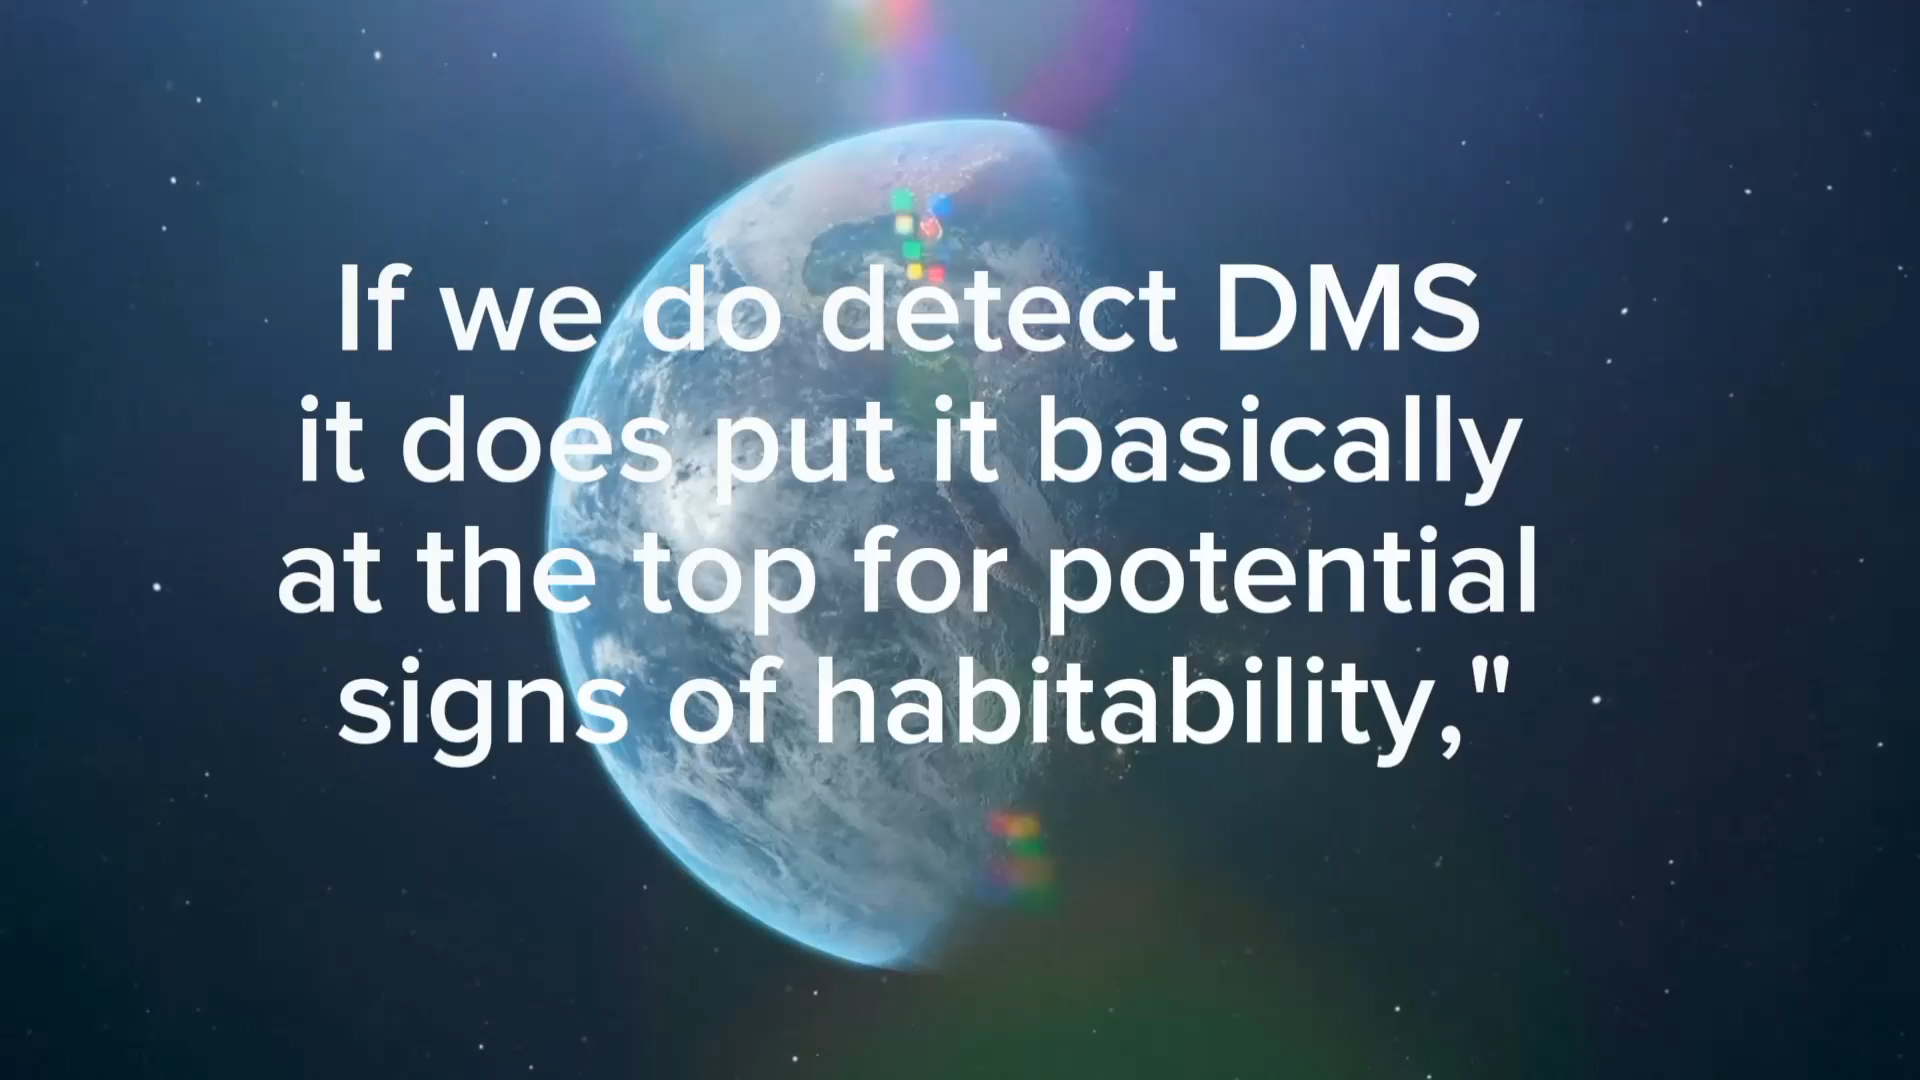 If we do detect DMS
it does put it basically
at the top for potential
signs of habitability,"